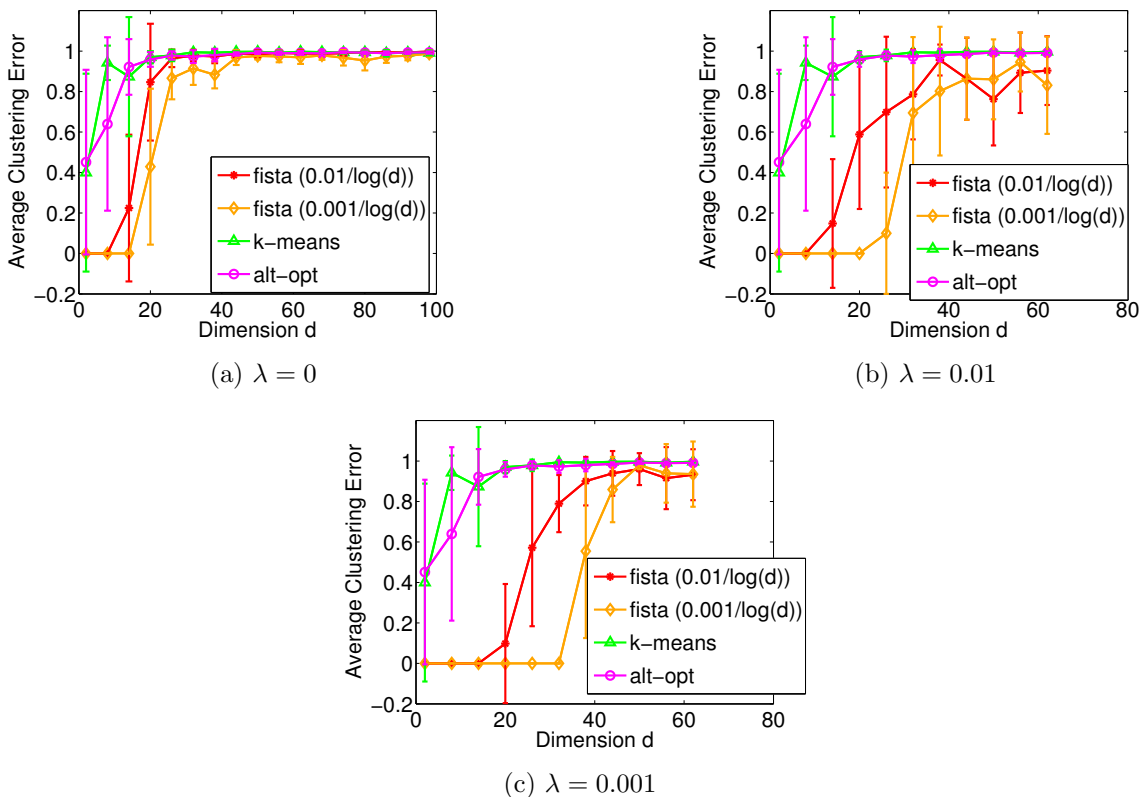 Average Clustering Error
1
0.8
0.6
0.4
0.2
0
−0.2
0 20 40 60 80 100
Dimension d
fista (0.01/log(d))
fista (0.001/log(d))
k−means
alt−opt
(a) λ = 0
Average Clustering Error
1
0.8
0.6
0.4
0.2
0
−0.2
0 20 40 60 80
Dimension d
fista (0.01/log(d))
fista (0.001/log(d))
k−means
alt−opt
(b) λ = 0.01
Average Clustering Error
1
0.8
0.6
0.4
0.2
0
−0.2
0 20 40 60 80
Dimension d
fista (0.01/log(d))
fista (0.001/log(d))
k−means
alt−opt
(c) λ = 0.001